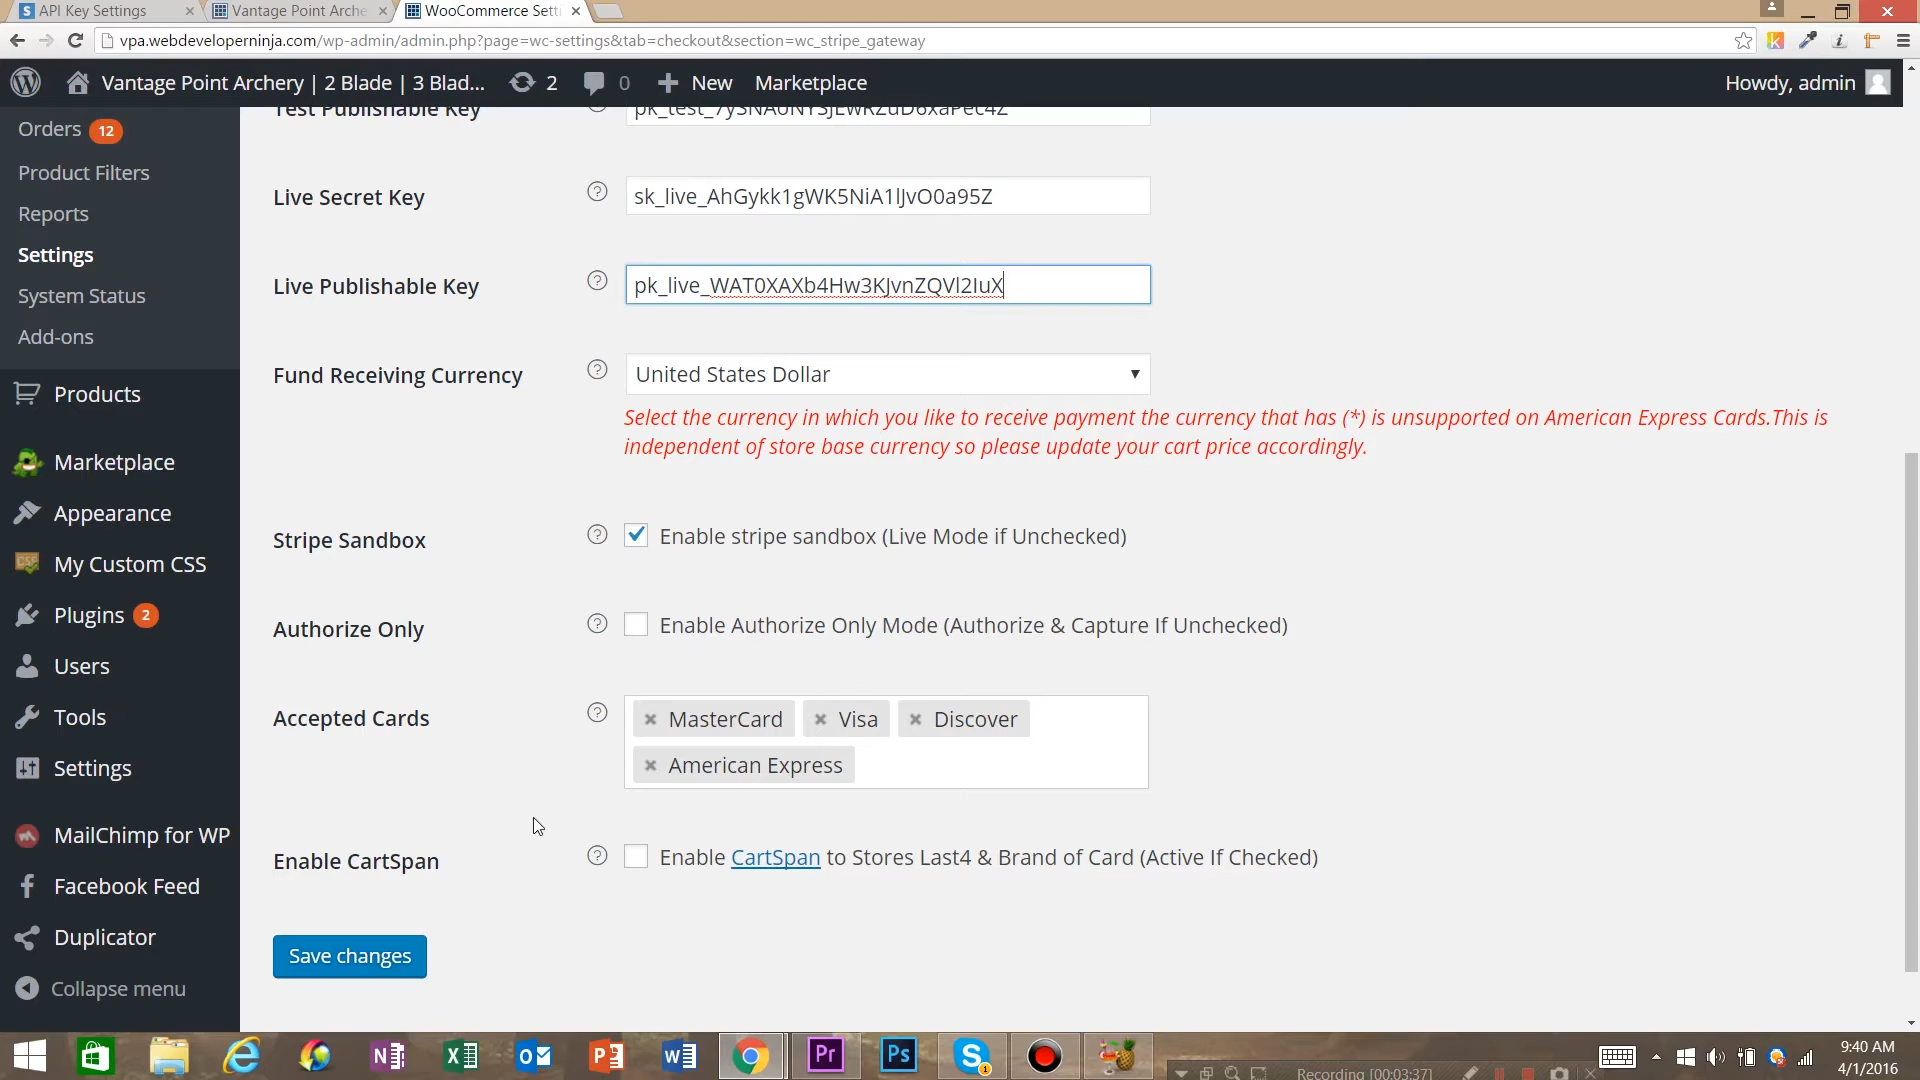 API Key Settings
Vantage Point Arche
WooCommerce Setti
vpa.webdeveloperninja.com/wp-admin/admin.php?page=wc-settings&tab=checkout&section=wc_stripe_gateway
Vantage Point Archery | 2 Blade | 3 Blad... 2 0 New Marketplace
Howdy, admin
Orders 12
Product Filters
Reports
Settings
System Status
Add-ons
Products
Marketplace
Appearance
My Custom CSS
Plugins 2
Users
Tools
Settings
MailChimp for WP
Facebook Feed
Duplicator
Collapse menu
Test Publishable Key
Live Secret Key
Live Publishable Key
Fund Receiving Currency
United States Dollar
Select the currency in which you like to receive payment the currency that has (*) is unsupported on American Express Cards.This is
independent of store base currency so please update your cart price accordingly.
Stripe Sandbox
Enable stripe sandbox (Live Mode if Unchecked)
Authorize Only
Enable Authorize Only Mode (Authorize & Capture If Unchecked)
Accepted Cards
MasterCard
Visa
Discover
American Express
Enable CartSpan
Enable CartSpan to Stores Last4 & Brand of Card (Active If Checked)
Save changes
Recording [00:03:37]
9:40 AM
4/1/2016